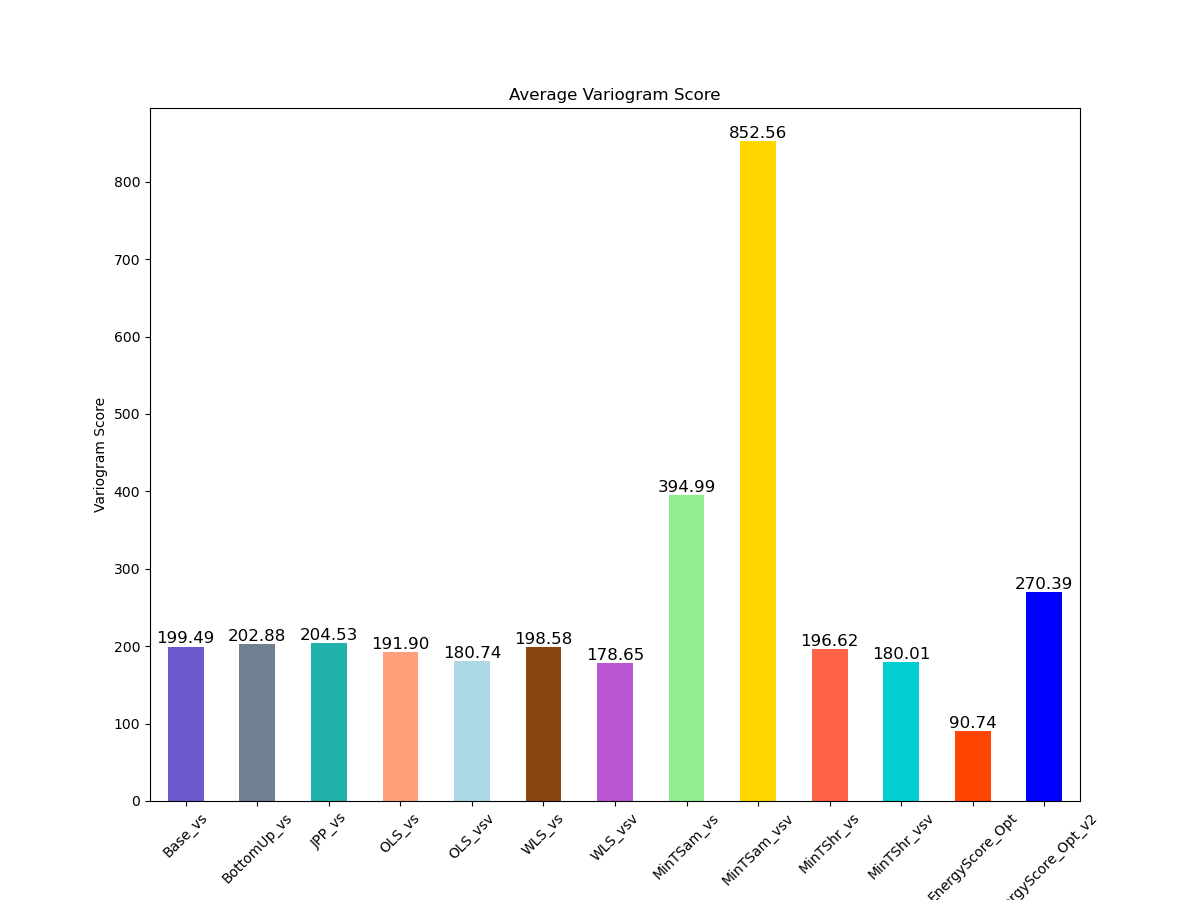 Average Variogram Score
Variogram Score
800
700
600
500
400
300
200
100
0
852.56
394.99
270.39
199.49
202.88
204.53
191.90
180.74
198.58
178.65
196.62
180.01
90.74
Base_vs
BottomUp_vs
JPP_vs
OLS_vs
OLS_vsv
WLS_vs
WLS_vsv
MinTSam_vs
MinTSam_vsv
MinTShr_vs
MinTShr_vsv
EnergyScore_Opt
rgyScore_Opt_v2